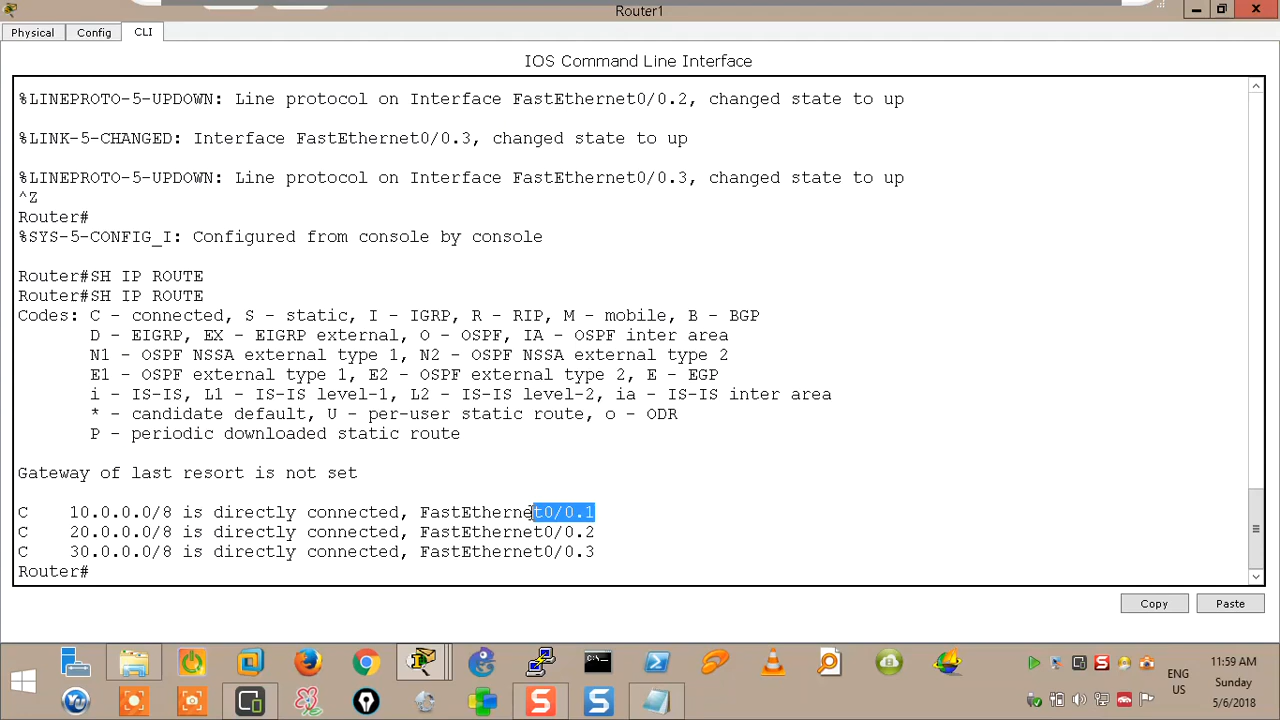 Router1
Physical Config CLI
IOS Command Line Interface
%LINEPROTO-5-UPDOWN: Line protocol on Interface FastEthernet0/0.2, changed state to up
%LINK-5-CHANGED: Interface FastEthernet0/0.3, changed state to up
%LINEPROTO-5-UPDOWN: Line protocol on Interface FastEthernet0/0.3, changed state to up
^Z
Router#
%SYS-5-CONFIG_I: Configured from console by console
Router#SH IP ROUTE
Router#SH IP ROUTE
Codes: C - connected, S - static, I - IGRP, R - RIP, M - mobile, B - BGP
D - EIGRP, EX - EIGRP external, O - OSPF, IA - OSPF inter area
N1 - OSPF NSSA external type 1, N2 - OSPF NSSA external type 2
E1 - OSPF external type 1, E2 - OSPF external type 2, E - EGP
i - IS-IS, L1 - IS-IS level-1, L2 - IS-IS level-2, ia - IS-IS inter area
* - candidate default, U - per-user static route, o - ODR
P - periodic downloaded static route
Gateway of last resort is not set
C 10.0.0.0/8 is directly connected, FastEthernet0/0.1
C 20.0.0.0/8 is directly connected, FastEthernet0/0.2
C 30.0.0.0/8 is directly connected, FastEthernet0/0.3
Router#
Copy Paste
ENG
US
11:59 AM
Sunday
5/6/2018